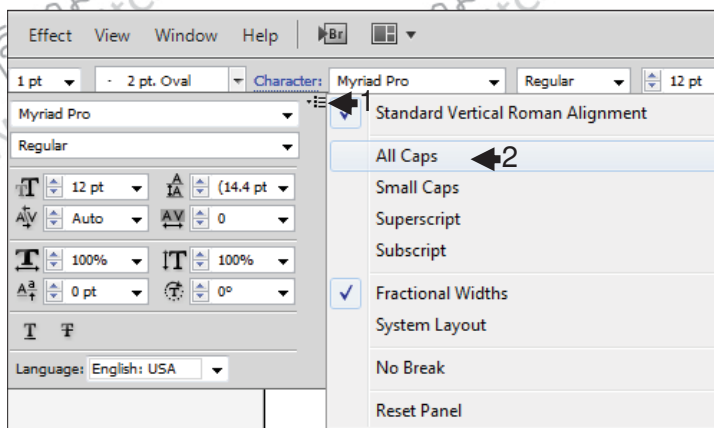 Effect View Window Help Br
1 pt 2 pt. Oval Character: Myriad Pro Regular 12 pt
1
Myriad Pro
Regular
12 pt (14.4 pt
Auto 0
100% 100%
0 pt 0°
Language: English: USA
Standard Vertical Roman Alignment
All Caps 2
Small Caps
Superscript
Subscript
Fractional Widths
System Layout
No Break
Reset Panel